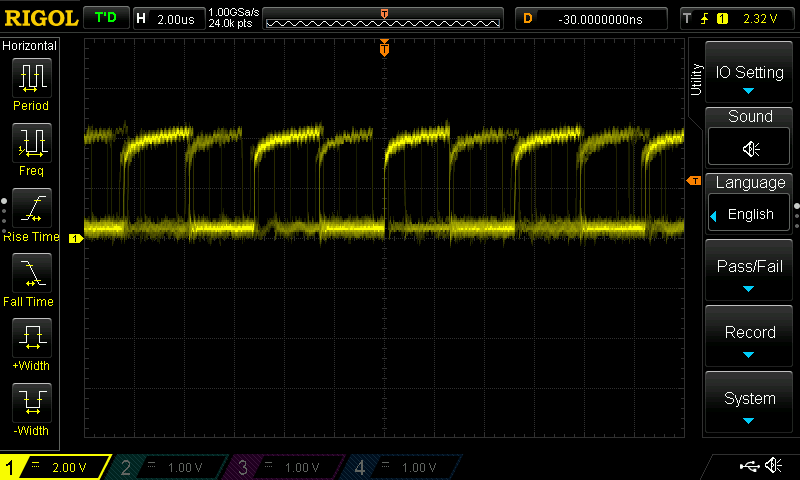 RIGOL T'D H 2.00us 1.00GSa/s 24.0k pts T D -30.0000000ns T 1 2.32 V
Horizontal
Period
Freq
Rise Time
Fall Time
+Width
-Width
T
T
1
Utility
IO Setting
Sound
Language
English
Pass/Fail
Record
System
1 2.00 V 2 1.00 V 3 1.00 V 4 1.00 V